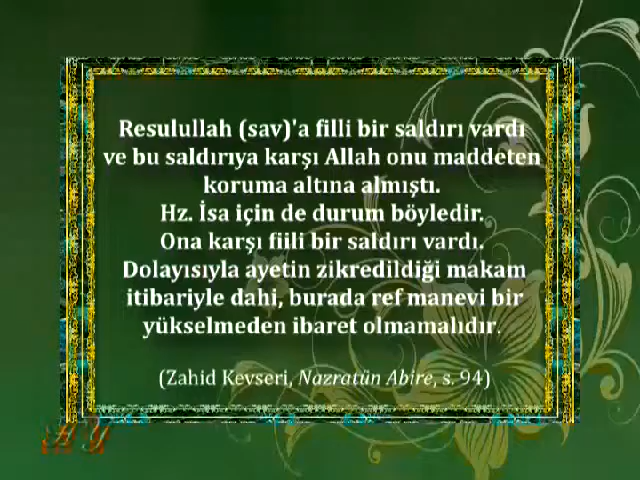 Resulullah (sav)'a filli bir saldırı vardı
ve bu saldırıya karşı Allah onu maddeten
koruma altına almıştı.
Hz. İsa için de durum böyledir.
Ona karşı fiili bir saldırı vardı.
Dolayısıyla ayetin zikredildiği makam
itibariyle dahi, burada ref manevi bir
yükselmeden ibaret olmamalıdır.
(Zahid Kevseri, Nazratün Abire, s. 94)
HY